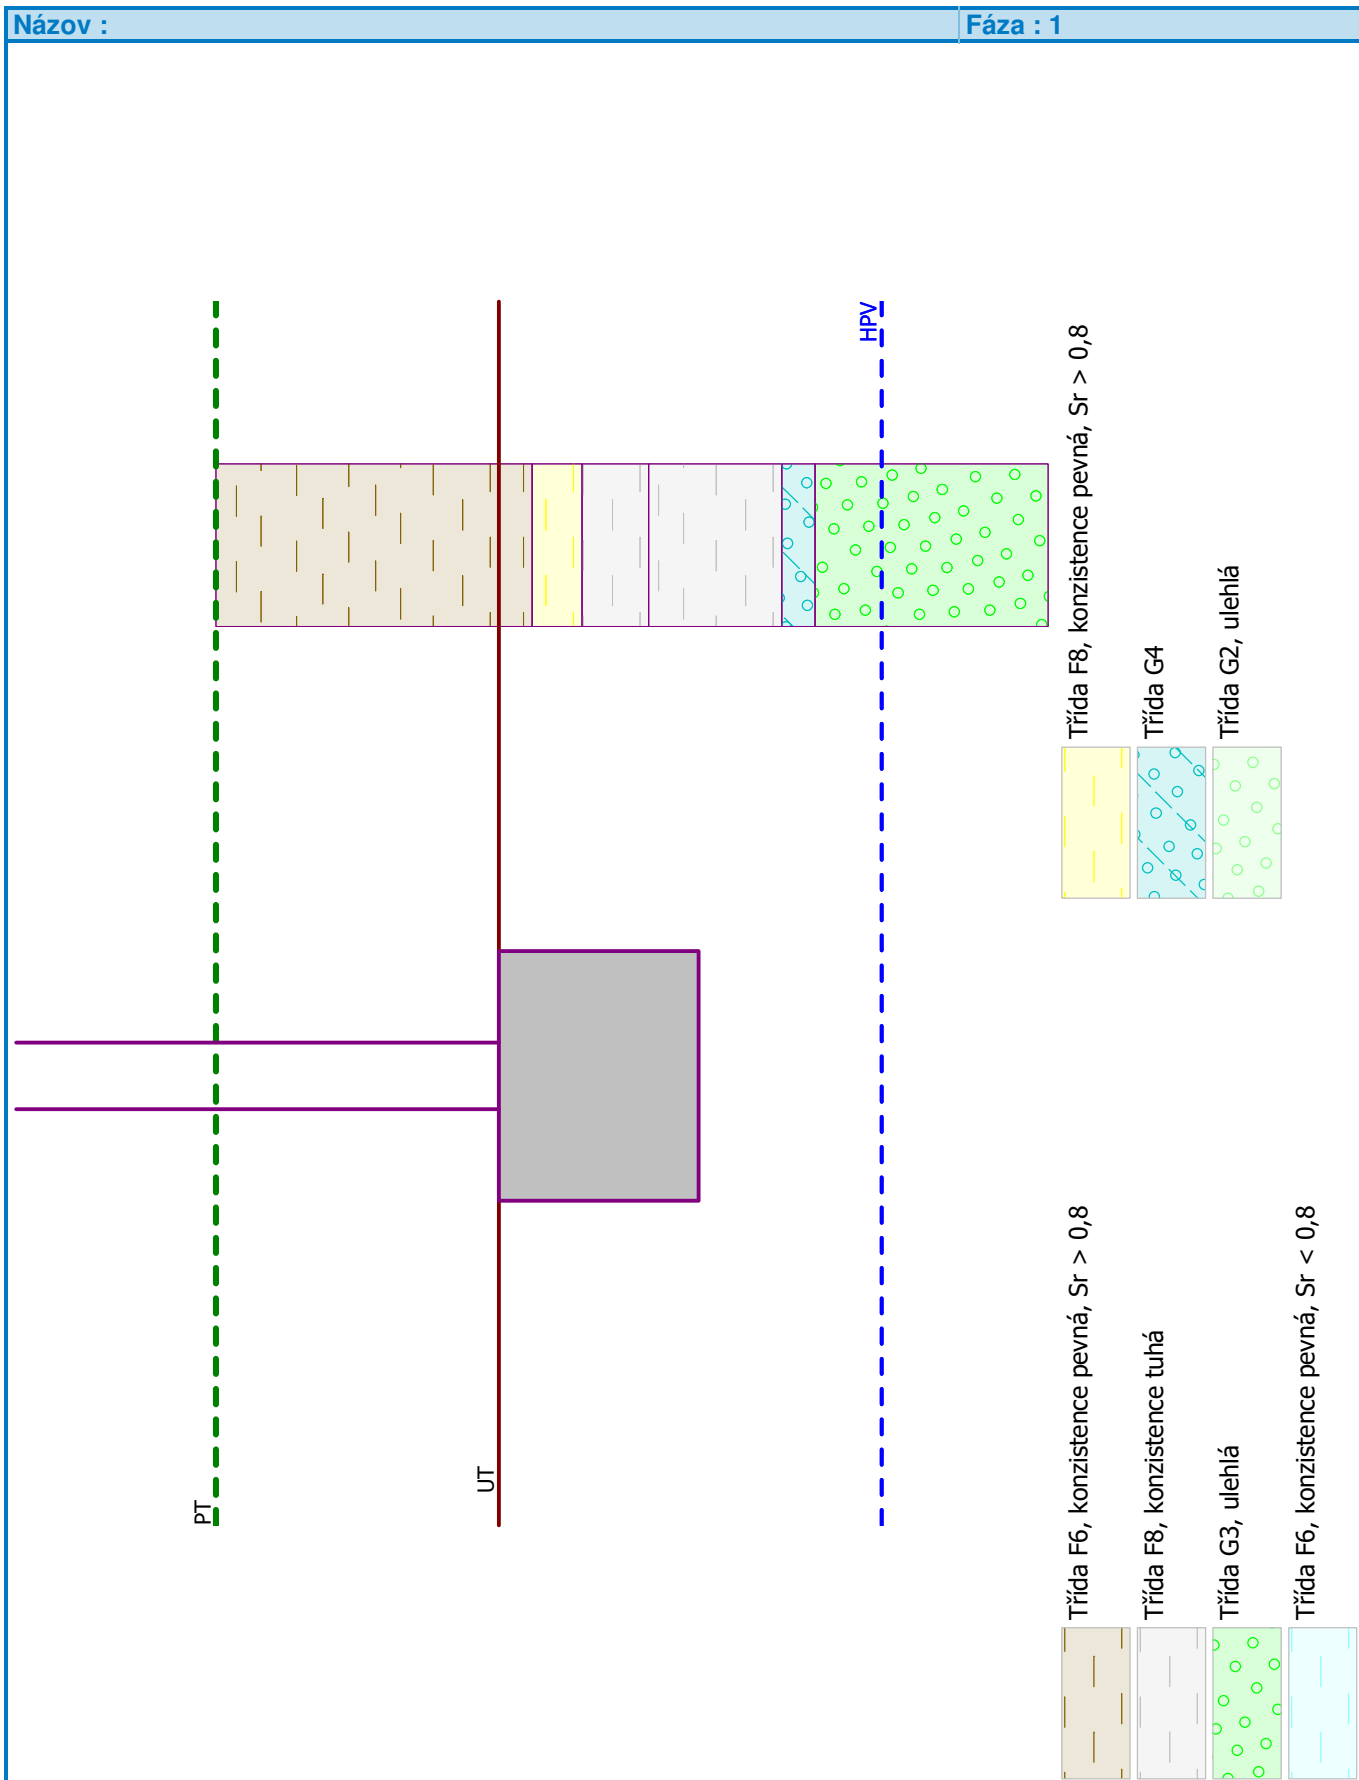 Názov :
Fáza : 1
PT
UT
HPV
Třída F6, konzistence pevná, Sr > 0,8
Třída F8, konzistence tuhá
Třída G3, ulehlá
Třída F6, konzistence pevná, Sr < 0,8
Třída F8, konzistence pevná, Sr > 0,8
Třída G4
Třída G2, ulehlá